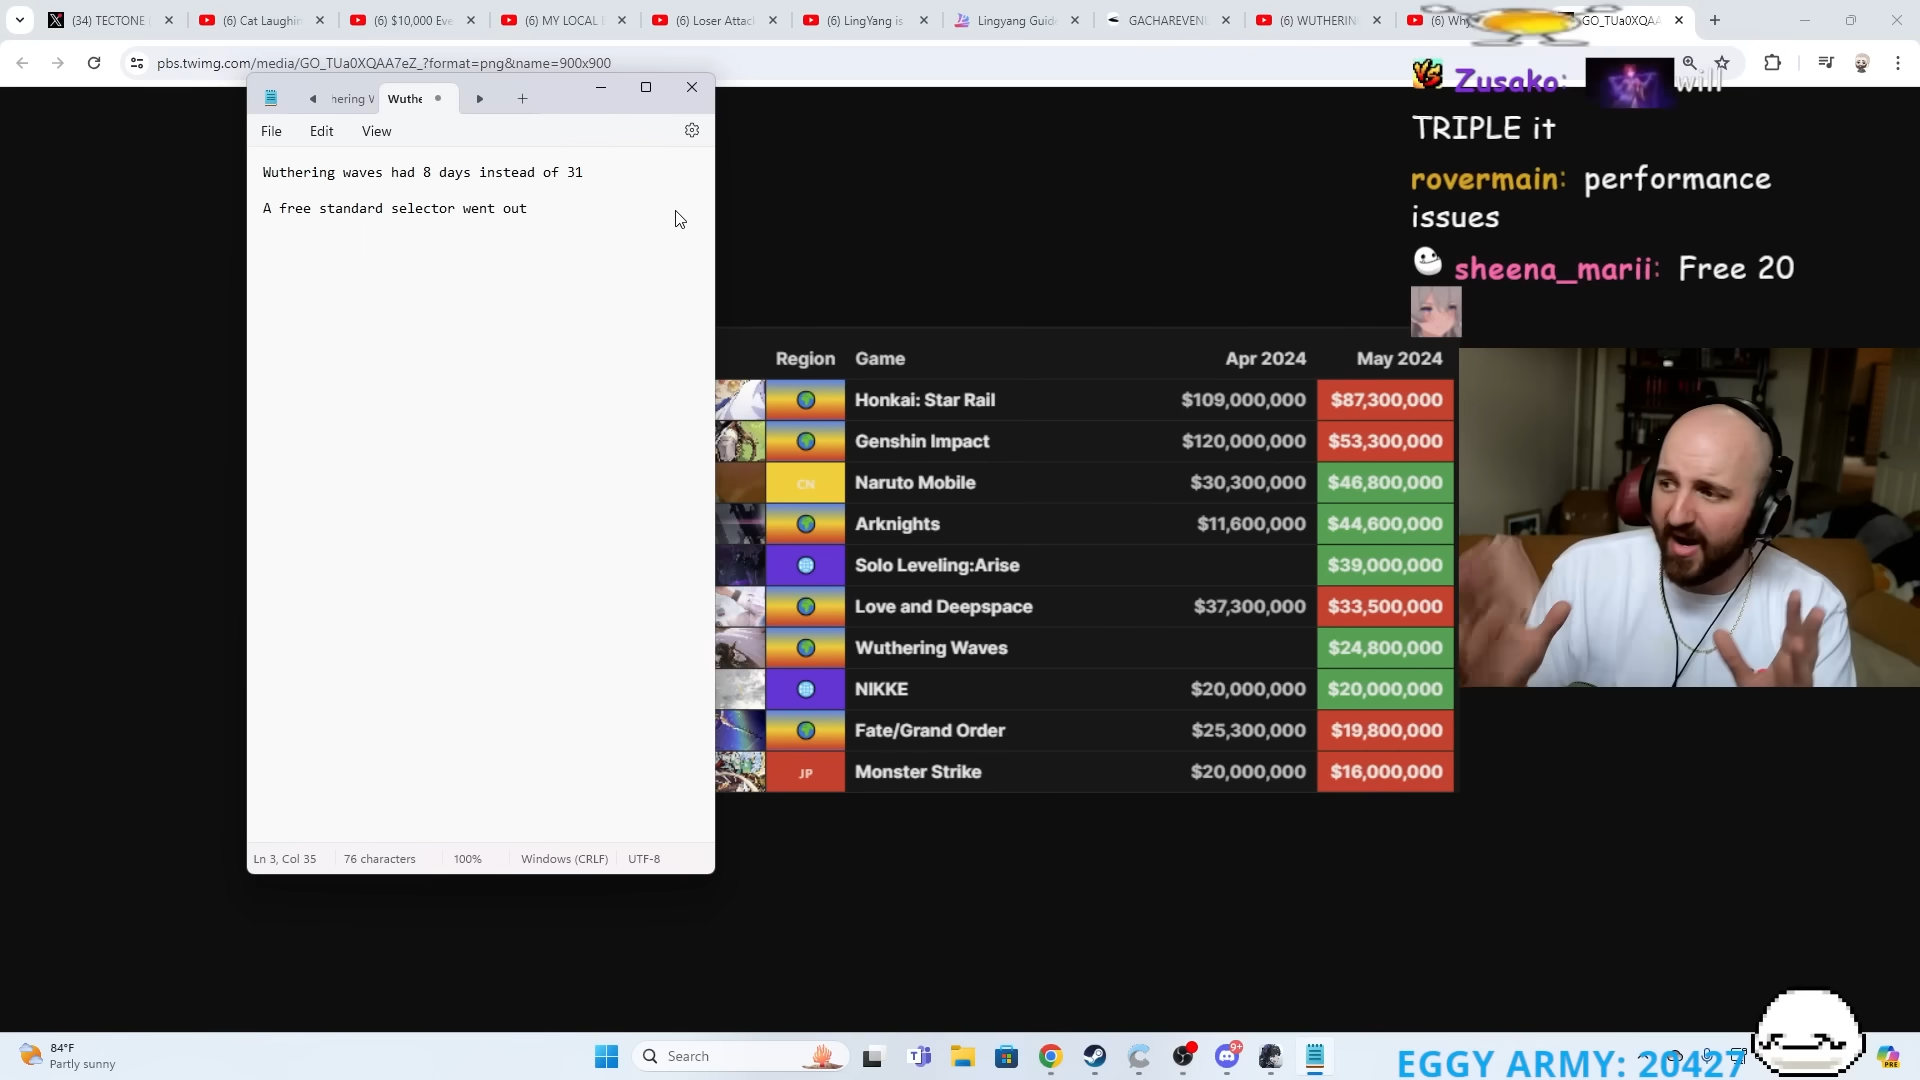 (34) TECTONE
(6) Cat Laughin
(6) $10,000 Eve
(6) MY LOCAL
(6) Loser Attac
(6) LingYang is
Lingyang Guid
GACHAREVEN
(6) WUTHERIN
(6) Why
GO_TUa0XQAA
pbs.twimg.com/media/GO_TUa0XQAA7eZ_?format=png&name=900x900
hering W
Wuthe
File Edit View
Wuthering waves had 8 days instead of 31
A free standard selector went out
Ln 3, Col 35 76 characters 100% Windows (CRLF) UTF-8
Zusako: will
TRIPLE it
rovermain: performance
issues
sheena_marii: Free 20
Region Game Apr 2024 May 2024
Honkai: Star Rail $109,000,000 $87,300,000
Genshin Impact $120,000,000 $53,300,000
CN Naruto Mobile $30,300,000 $46,800,000
Arknights $11,600,000 $44,600,000
Solo Leveling:Arise $39,000,000
Love and Deepspace $37,300,000 $33,500,000
Wuthering Waves $24,800,000
NIKKE $20,000,000 $20,000,000
Fate/Grand Order $25,300,000 $19,800,000
JP Monster Strike $20,000,000 $16,000,000
84°F
Partly sunny
Search
9+
EGGY ARMY: 20427
PRE